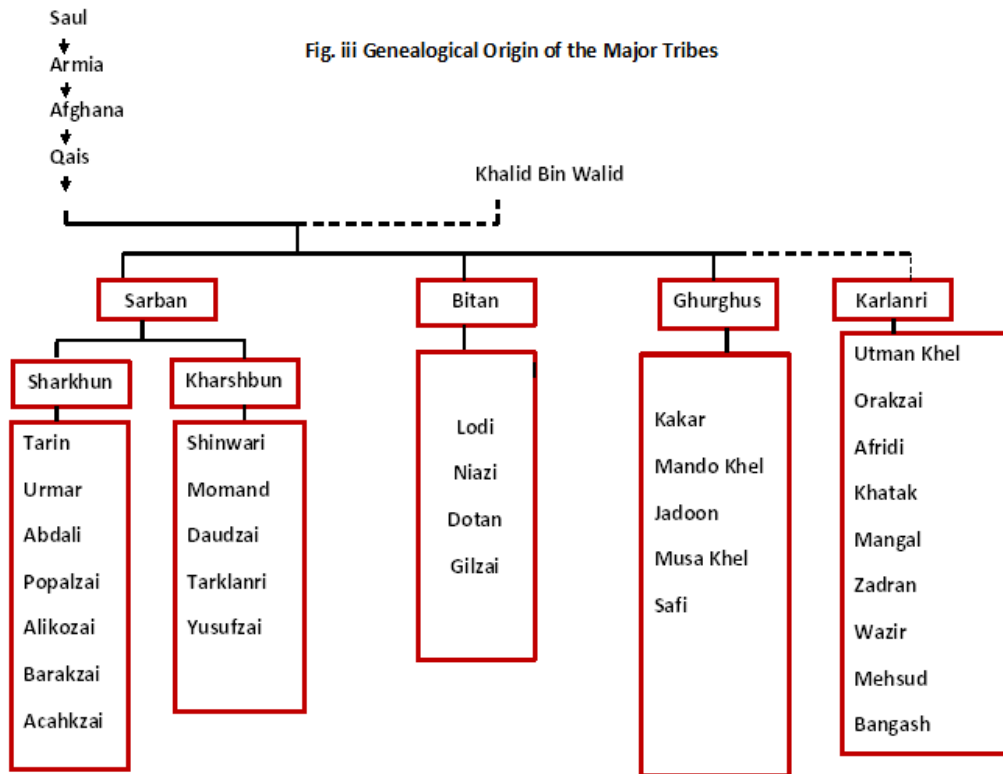 Saul
Fig. iii Genealogical Origin of the Major Tribes
Armia
Afghana
Qais
Khalid Bin Walid
Sarban
Bitan
Ghurghus
Karlanri
Sharkhun
Kharshbun
Tarin
Urmar
Abdali
Popalzai
Alikozai
Barakzai
Acahkzai
Shinwari
Momand
Daudzai
Tarklanri
Yusufzai
Lodi
Niazi
Dotan
Gilzai
Kakar
Mando Khel
Jadoon
Musa Khel
Safi
Utman Khel
Orakzai
Afridi
Khatak
Mangal
Zadran
Wazir
Mehsud
Bangash